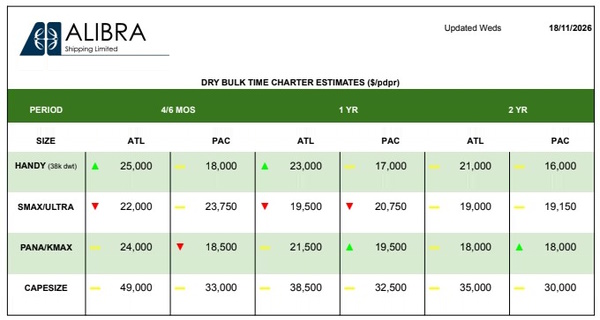 ALIBRA
Shipping Limited
Updated Weds 18/11/2026
DRY BULK TIME CHARTER ESTIMATES ($/pdpr)
PERIOD 4/6 MOS 1 YR 2 YR
SIZE ATL PAC ATL PAC ATL PAC
HANDY (38k dwt) 25,000 18,000 23,000 17,000 21,000 16,000
SMAX/ULTRA 22,000 23,750 19,500 20,750 19,000 19,150
PANA/KMAX 24,000 18,500 21,500 19,500 18,000 18,000
CAPESIZE 49,000 33,000 38,500 32,500 35,000 30,000